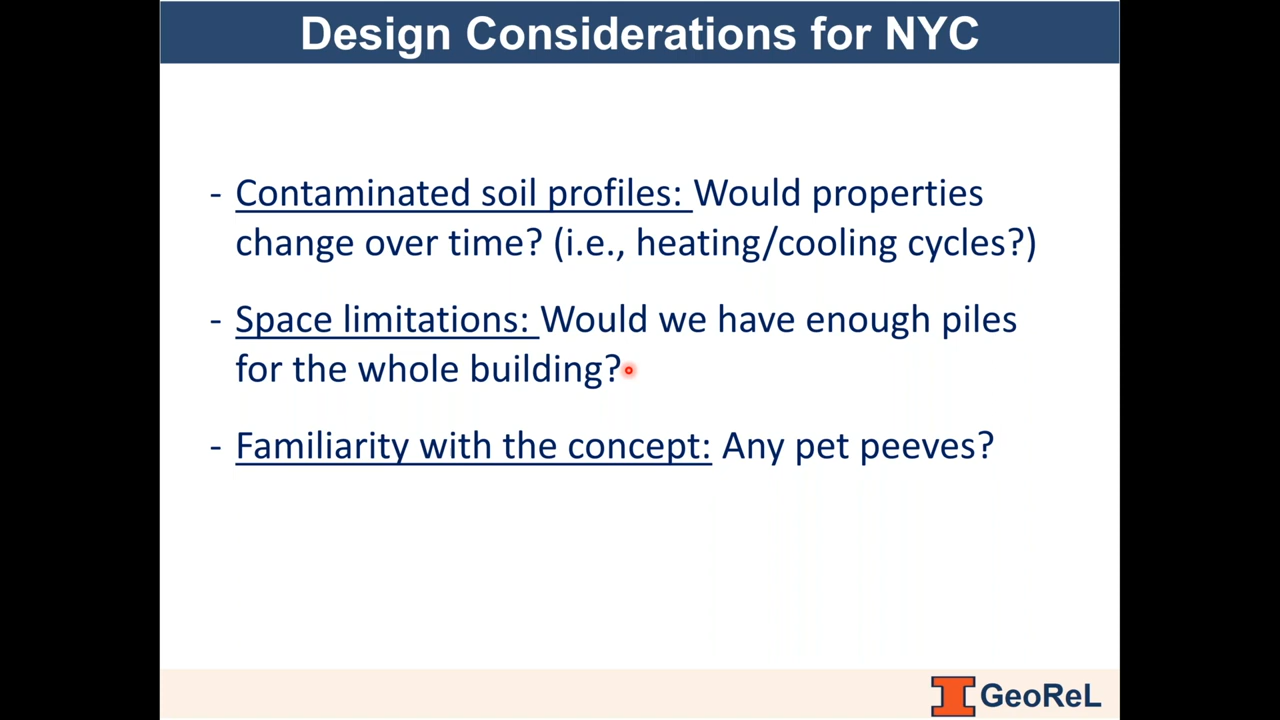 Design Considerations for NYC
- Contaminated soil profiles: Would properties
change over time? (i.e., heating/cooling cycles?)
- Space limitations: Would we have enough piles
for the whole building?
- Familiarity with the concept: Any pet peeves?
GeoReL